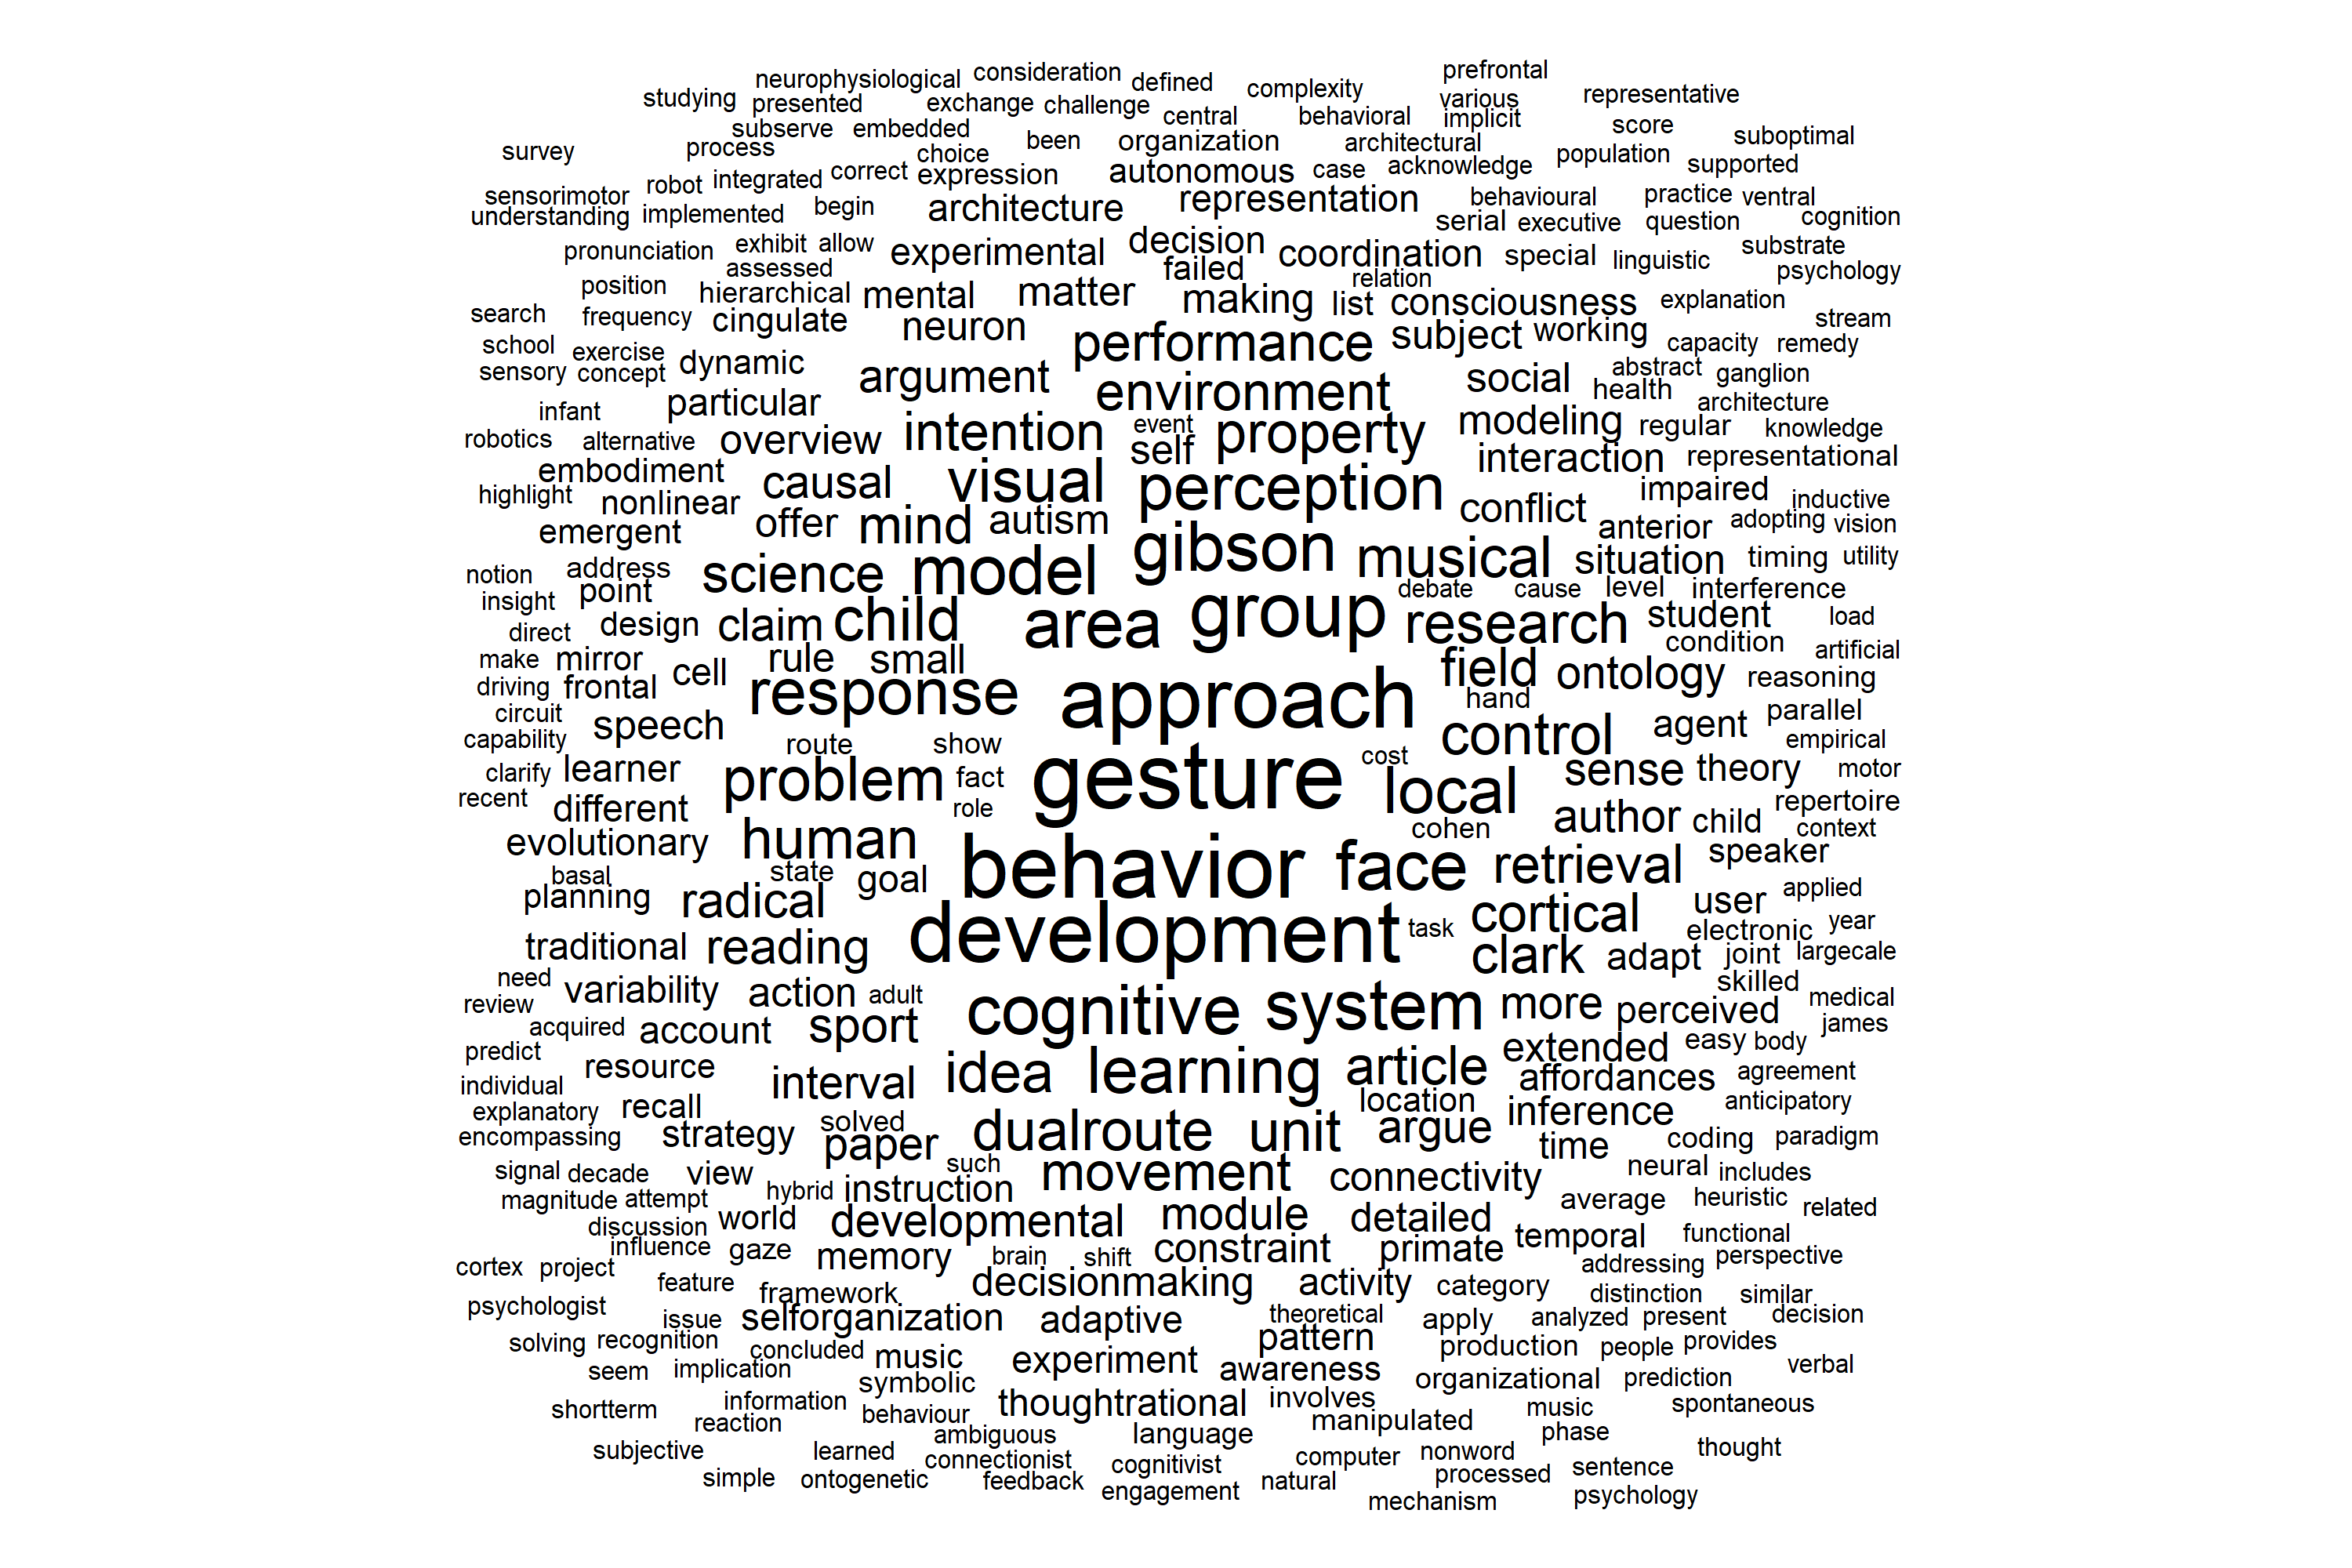 neurophysiological consideration defined prefrontal
studying presented exchange challenge complexity various representative
subserve embedded central behavioral implicit score suboptimal
survey process choice been organization architectural population supported
sensorimotor robot integrated correct expression autonomous case acknowledge
understanding implemented begin architecture representation behavioural practice ventral
serial executive question cognition
pronunciation exhibit allow experimental decision coordination special linguistic substrate
assessed failed relation psychology
position hierarchical mental matter making list consciousness explanation
search frequency cingulate neuron performance subject working stream
school exercise dynamic capacity remedy
sensory concept argument environment social abstract ganglion
infant particular health architecture
robotics alternative overview intention event property modeling regular knowledge
embodiment causal visual self perception interaction representational
highlight nonlinear conflict impaired inductive
emergent offer mind autism anterior adopting vision
notion address science model gibson musical situation timing utility
insight point debate cause level interference
direct design claim child area group research student load
make mirror cell rule small condition artificial
driving frontal response approach field ontology reasoning
circuit speech hand agent parallel
capability route show control empirical
clarify learner problem fact gesture cost sense theory motor
recent different role local author child repertoire
evolutionary human cohen context
basal state goal behavior face retrieval speaker
planning radical cortical user applied
traditional reading development task electronic year
need clark adapt joint largecale
review variability action adult cognitive system more skilled medical
acquired account sport perceived james
predict resource idea learning article extended easy body
individual interval affordances agreement
explanatory recall location inference anticipatory
encompassing strategy solved dualroute unit argue time coding paradigm
signal decade view paper such movement connectivity neural includes
magnitude attempt hybrid instruction average heuristic related
discussion world developmental module detailed temporal functional
influence gaze memory brain shift constraint primate perspective
cortex project feature decisionmaking activity category addressing
psychologist framework distinction similar
issue selforganization adaptive theoretical apply analyzed present decision
solving recognition concluded music experiment pattern production people provides
seem implication awareness verbal
symbolic organizational prediction
shortterm information thoughtrational involves music spontaneous
reaction behaviour manipulated
ambiguous language phase
subjective learned connectionist cognitivist computer nonword thought
simple ontogenetic feedback engagement natural processed sentence
mechanism psychology